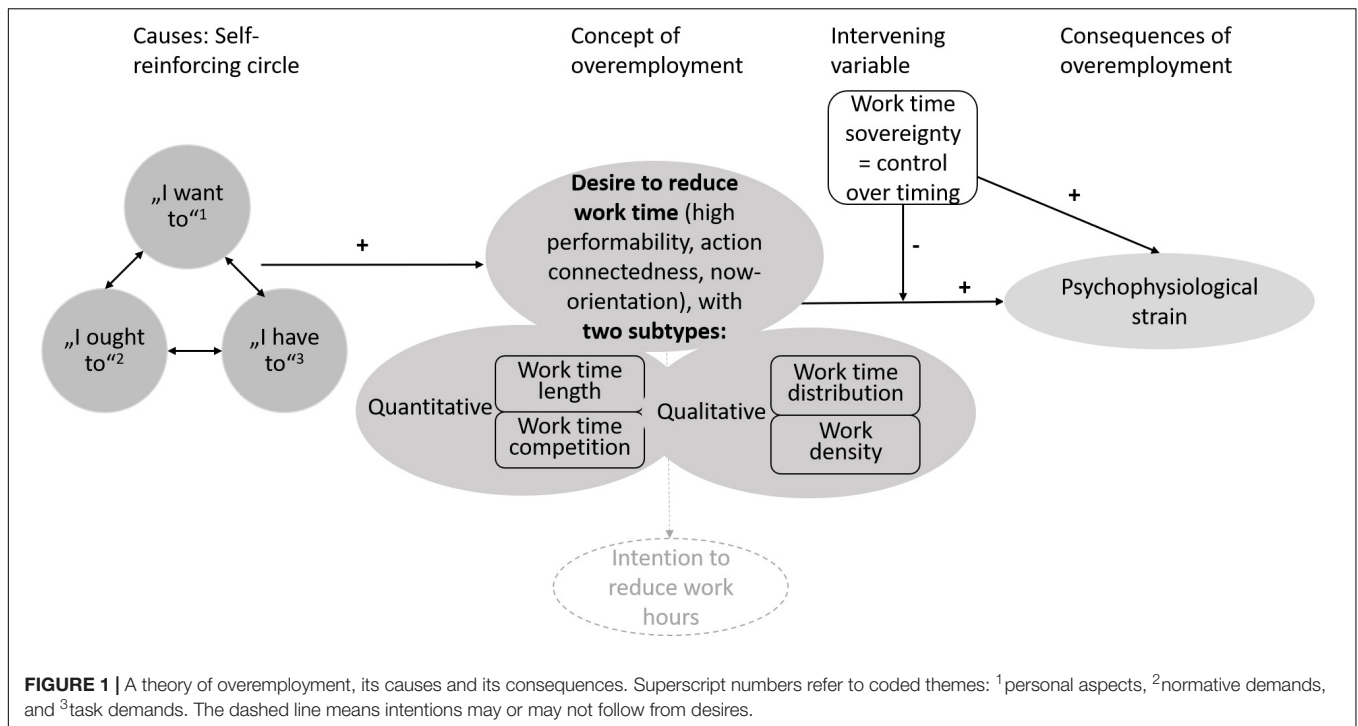 Causes: Self-
reinforcing circle
Concept of
overemployment
Intervening
variable
Consequences of
overemployment
„I want
to“1
„I ought
to“2
„I have
to“3
+
Desire to reduce
work time (high
performability, action
connectedness, now-
orientation), with
two subtypes:
Quantitative
Work time
length
Work time
competition
Qualitative
Work time
distribution
Work
density
Work time
sovereignty
= control
over timing
+
-
+
Psychophysiological
strain
Intention to
reduce work
hours
FIGURE 1 | A theory of overemployment, its causes and its consequences. Superscript numbers refer to coded themes: 1personal aspects, 2normative demands,
and 3task demands. The dashed line means intentions may or may not follow from desires.